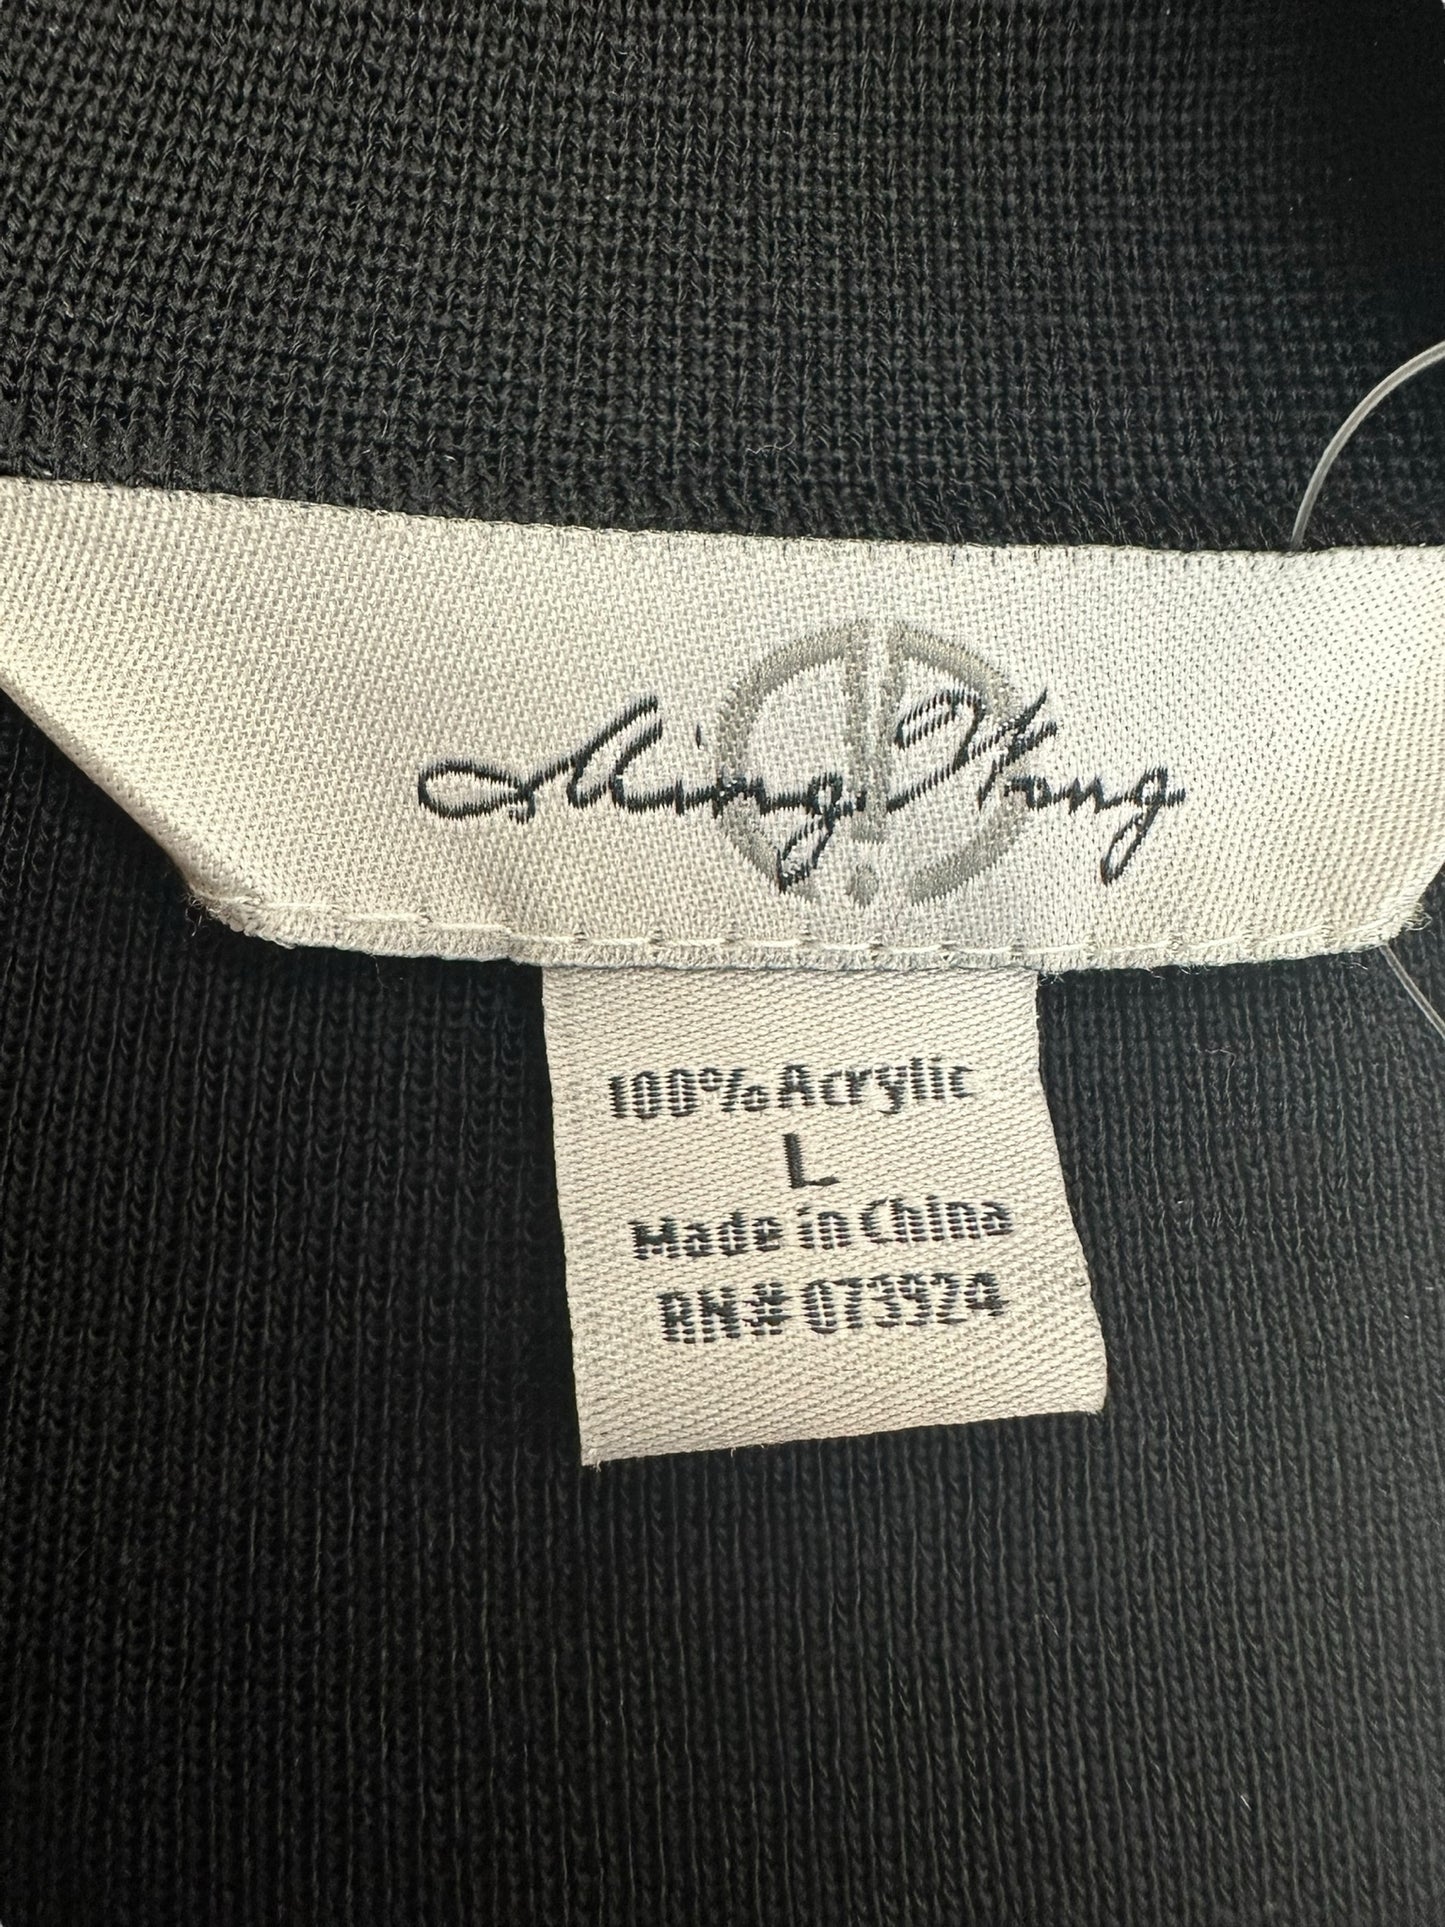 Ming Wang
100% Acrylic
L
Made in China
RN# 073924